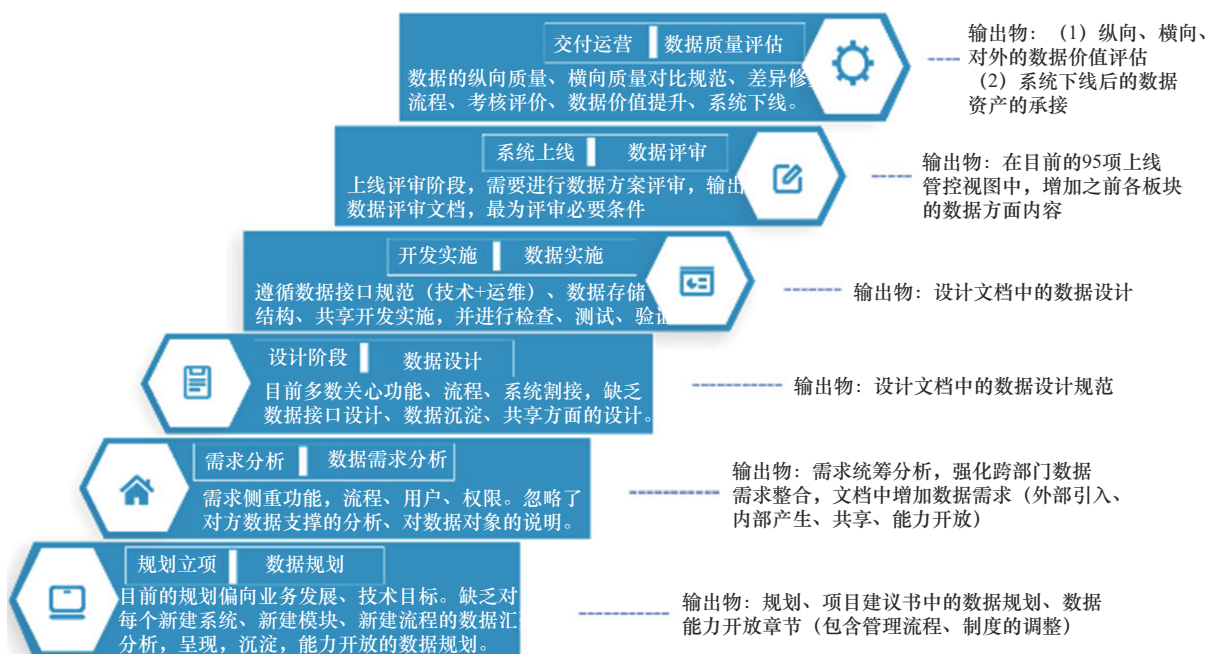 交付运营 数据质量评估
数据的纵向质量、横向质量对比规范、差异修
流程、考核评价、数据价值提升、系统下线。
输出物：（1）纵向、横向、
对外的数据价值评估
（2）系统下线后的数据
资产的承接
系统上线 数据评审
上线评审阶段，需要进行数据方案评审，输出
数据评审文档，最为评审必要条件
输出物：在目前的95项上线
管控视图中，增加之前各板块
的数据方面内容
开发实施 数据实施
遵循数据接口规范（技术+运维）、数据存储
结构、共享开发实施，并进行检查、测试、验证
输出物：设计文档中的数据设计
设计阶段 数据设计
目前多数关心功能、流程、系统割接，缺乏
数据接口设计、数据沉淀、共享方面的设计。
输出物：设计文档中的数据设计规范
需求分析 数据需求分析
需求侧重功能，流程、用户、权限。忽略了
对方数据支撑的分析、对数据对象的说明。
输出物：需求统筹分析，强化跨部门数据
需求整合，文档中增加数据需求（外部引入、
内部产生、共享、能力开放）
规划立项 数据规划
目前的规划偏向业务发展、技术目标。缺乏对
每个新建系统、新建模块、新建流程的数据汇
分析，呈现，沉淀，能力开放的数据规划。
输出物：规划、项目建议书中的数据规划、数据
能力开放章节（包含管理流程、制度的调整）